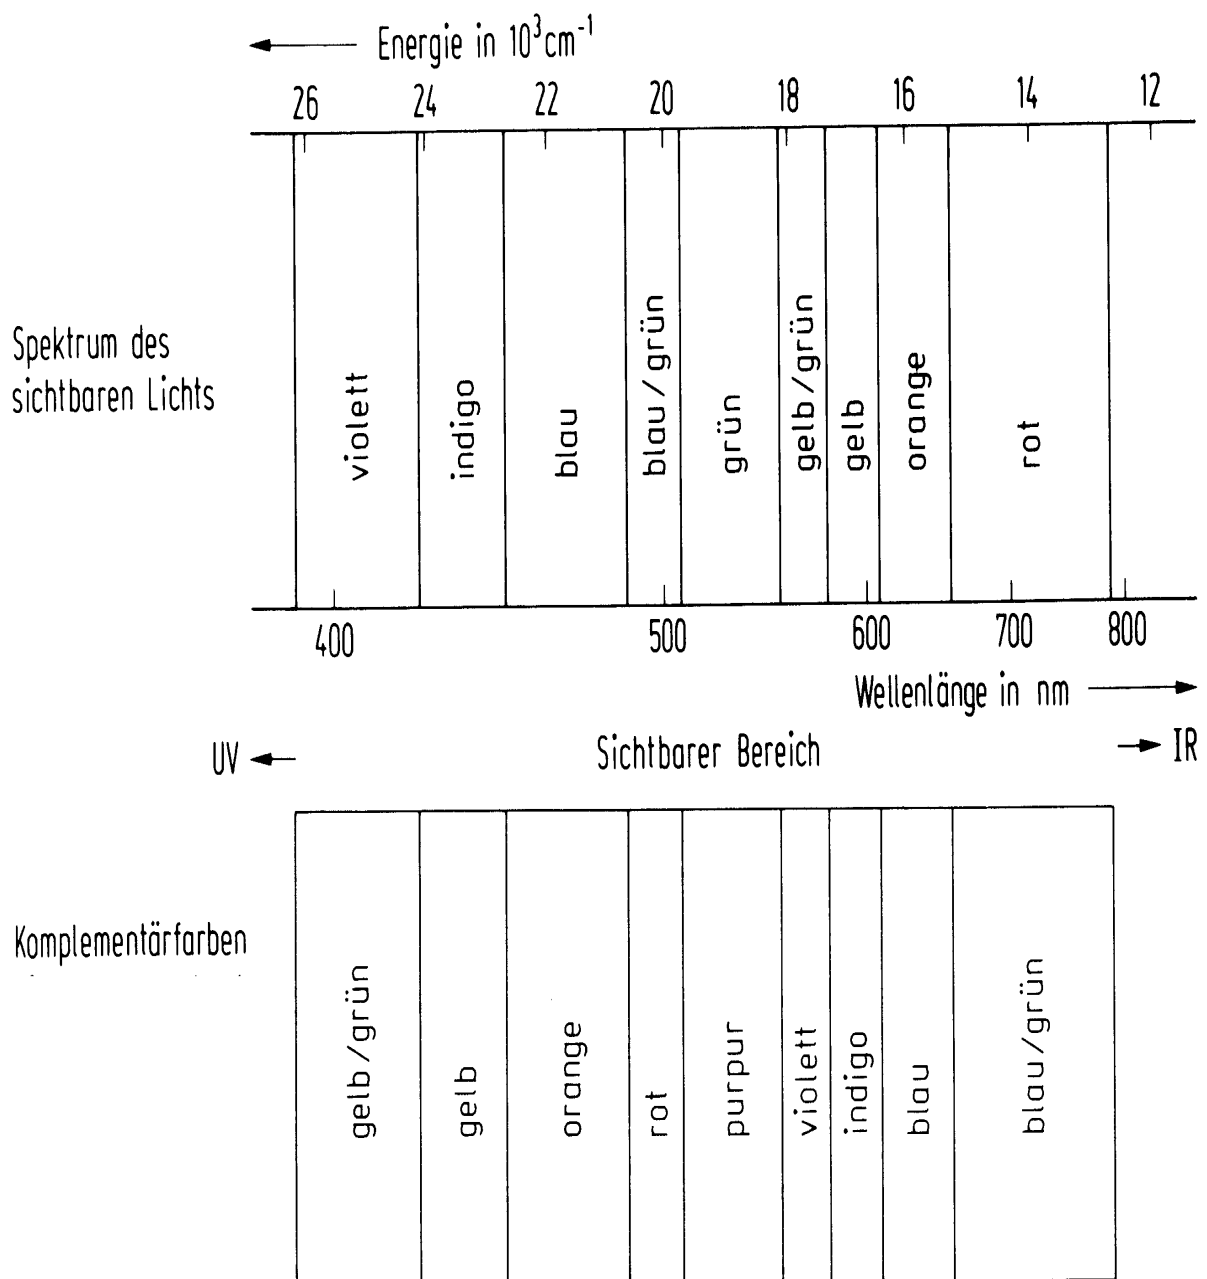 Energie in 10³cm⁻¹
26 24 22 20 18 16 14 12
Spektrum des
sichtbaren Lichts
violett
indigo
blau
blau/grün
grün
gelb/grün
gelb
orange
rot
400 500 600 700 800
Wellenlänge in nm
UV Sichtbarer Bereich IR
Komplementärfarben
gelb/grün
gelb
orange
rot
purpur
violett
indigo
blau
blau/grün